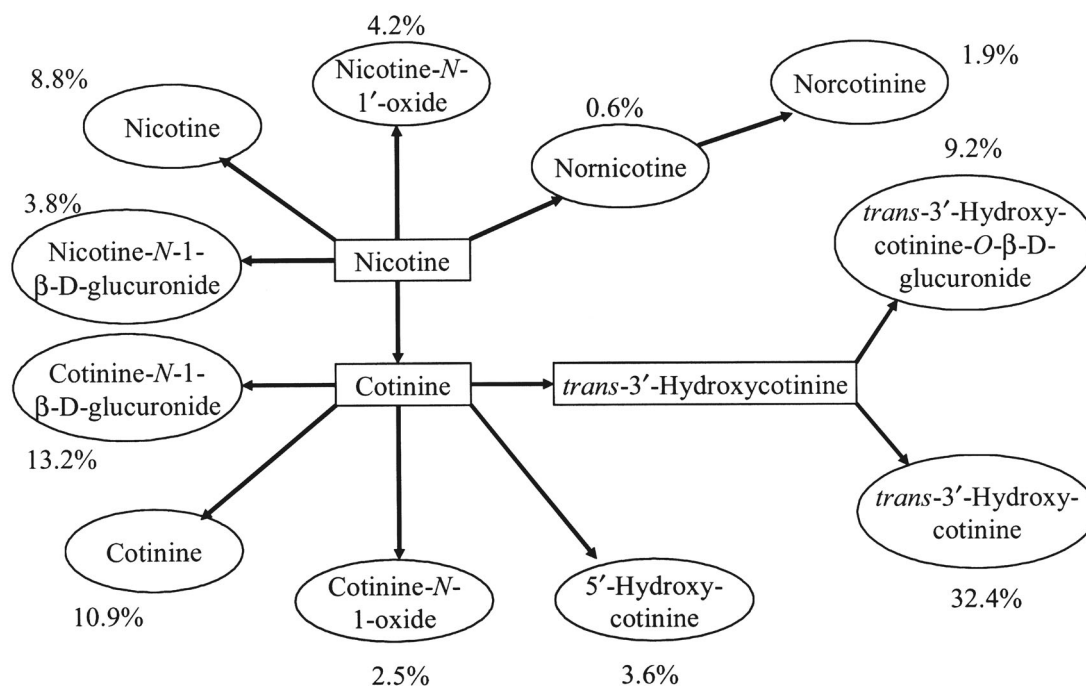 4.2%
Nicotine-N-
1′-oxide
8.8%
Nicotine
1.9%
Norcotinine
0.6%
Nornicotine
9.2%
trans-3′-Hydroxy-
cotinine-O-β-D-
glucuronide
3.8%
Nicotine-N-1-
β-D-glucuronide
Nicotine
Cotinine-N-1-
β-D-glucuronide
13.2%
Cotinine
trans-3′-Hydroxycotinine
trans-3′-Hydroxy-
cotinine
32.4%
Cotinine
10.9%
Cotinine-N-
1-oxide
2.5%
5′-Hydroxy-
cotinine
3.6%